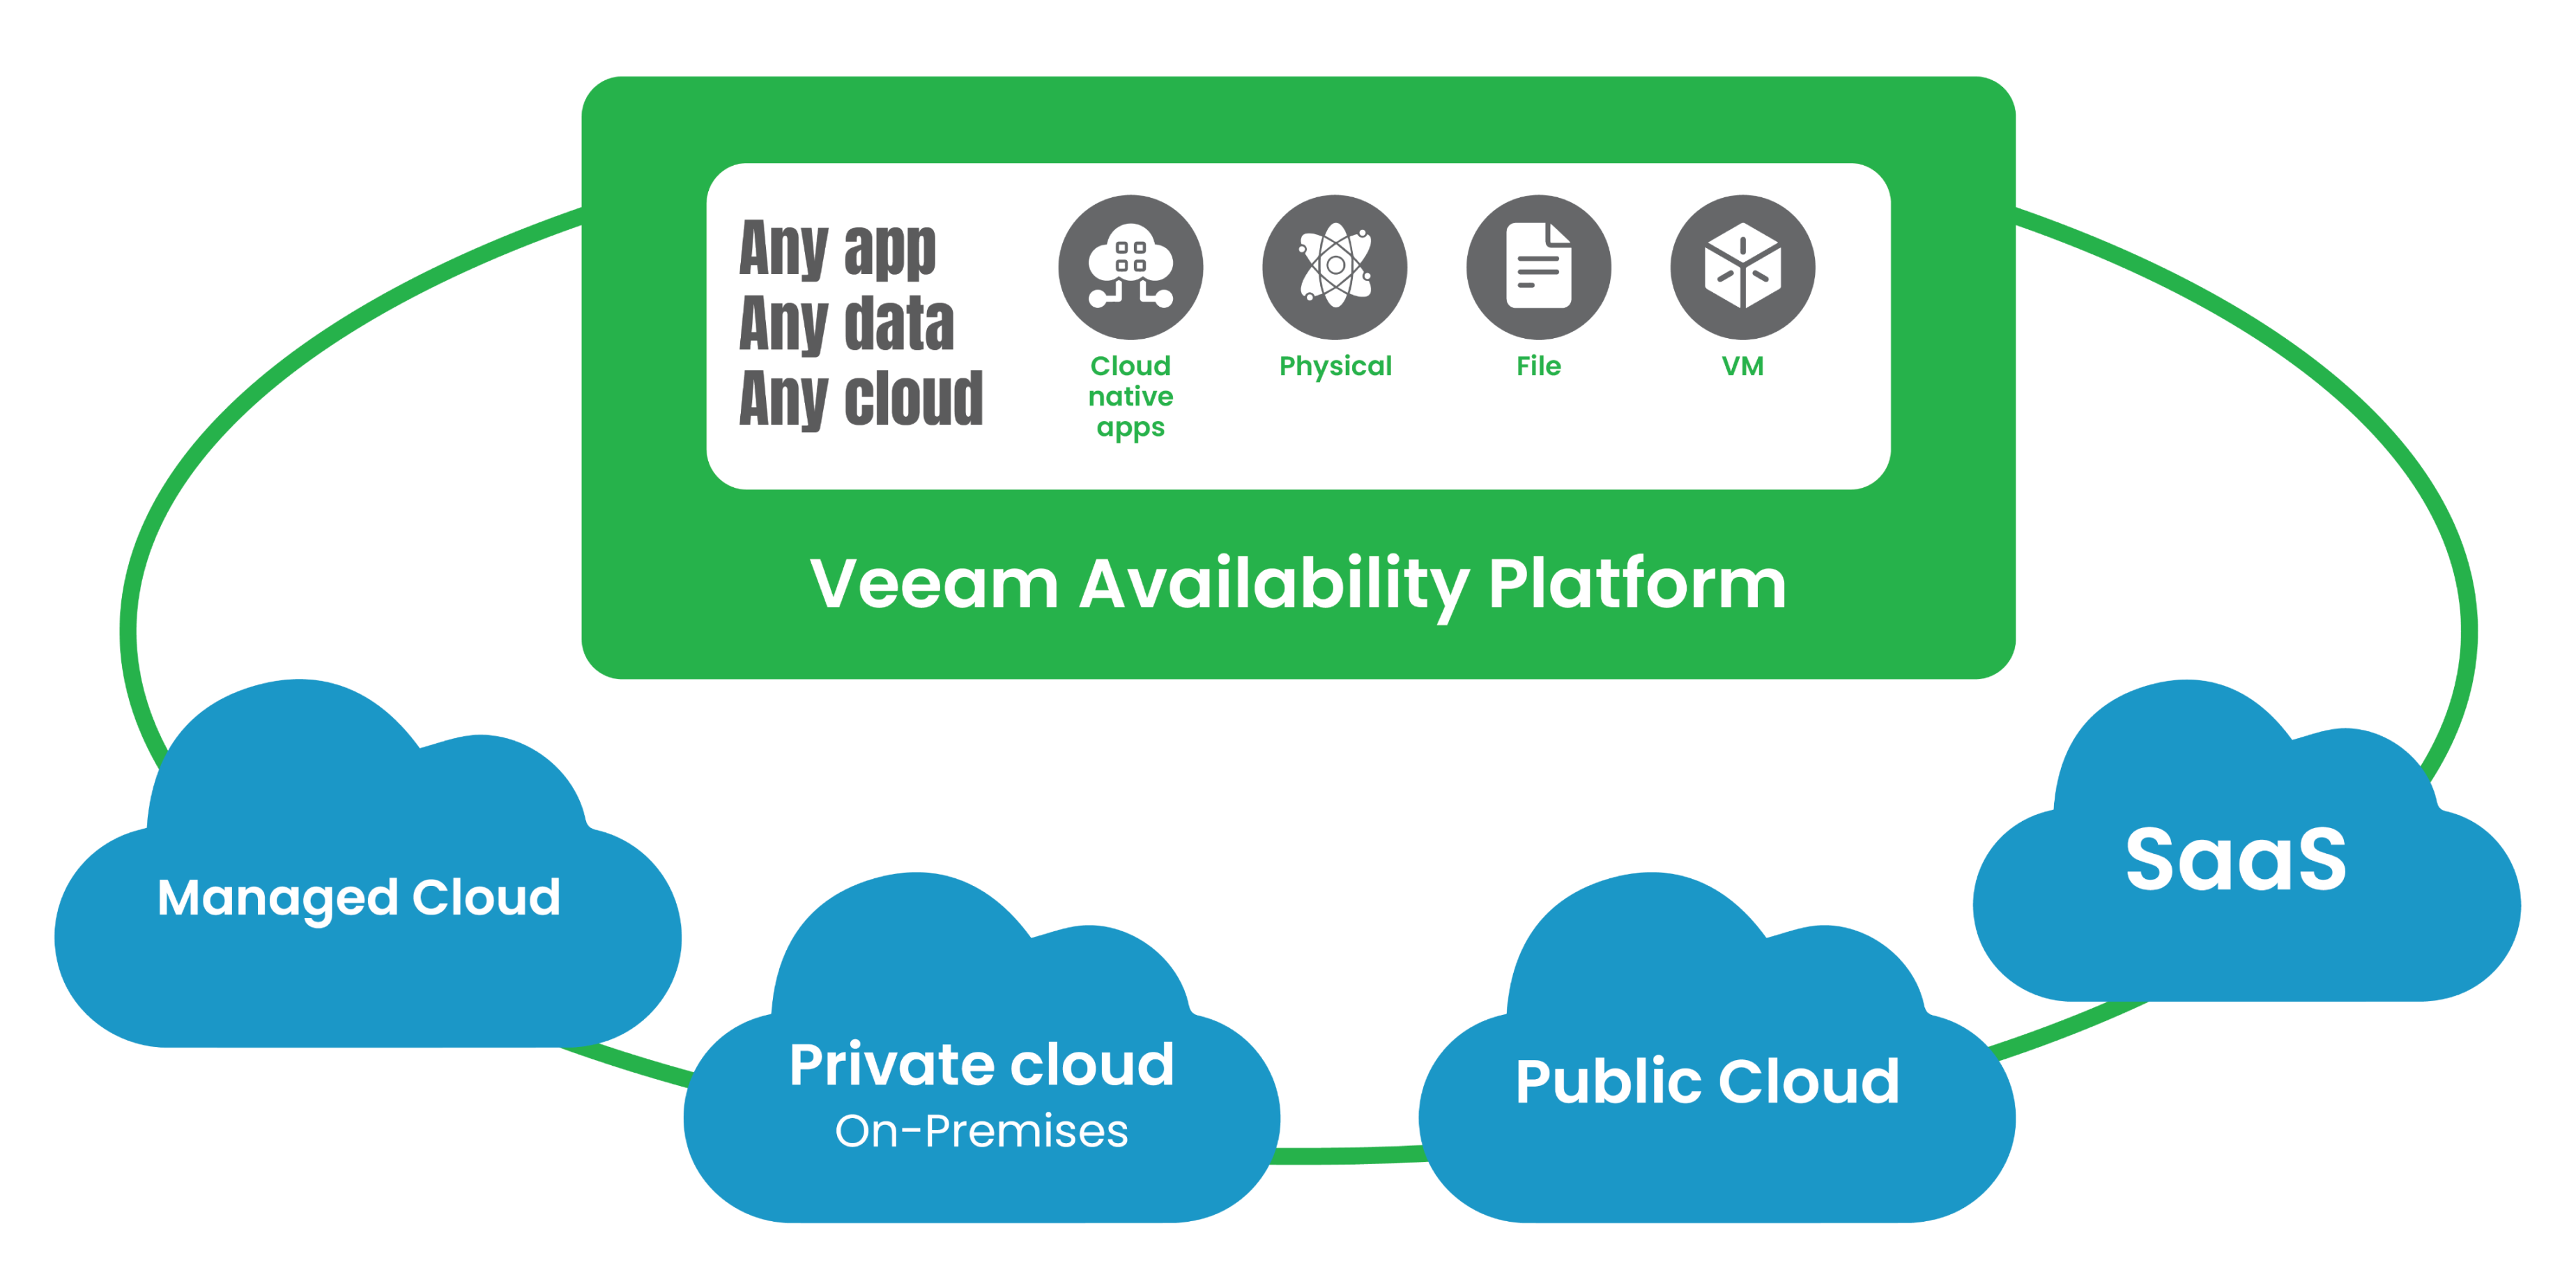 Any app
Any data
Any cloud
Cloud
native
apps
Physical
File
VM
Veeam Availability Platform
Managed Cloud
Private cloud
On-Premises
Public Cloud
SaaS